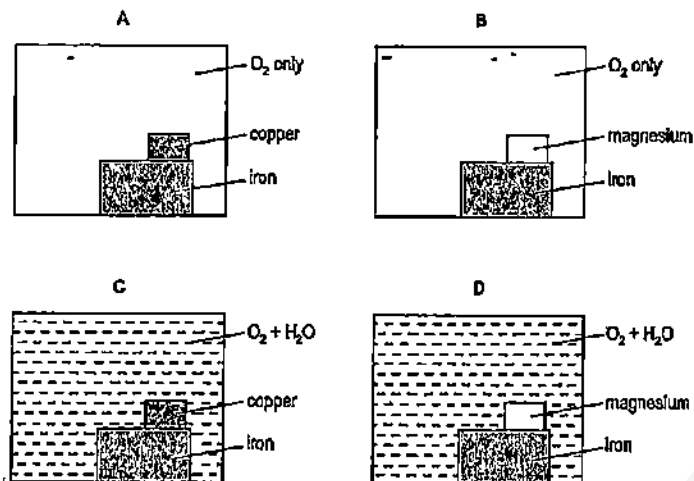 A
B
O₂ only
copper
iron
O₂ only
magnesium
Iron
C
D
O₂ + H₂O
copper
iron
O₂ + H₂O
magnesium
Iron